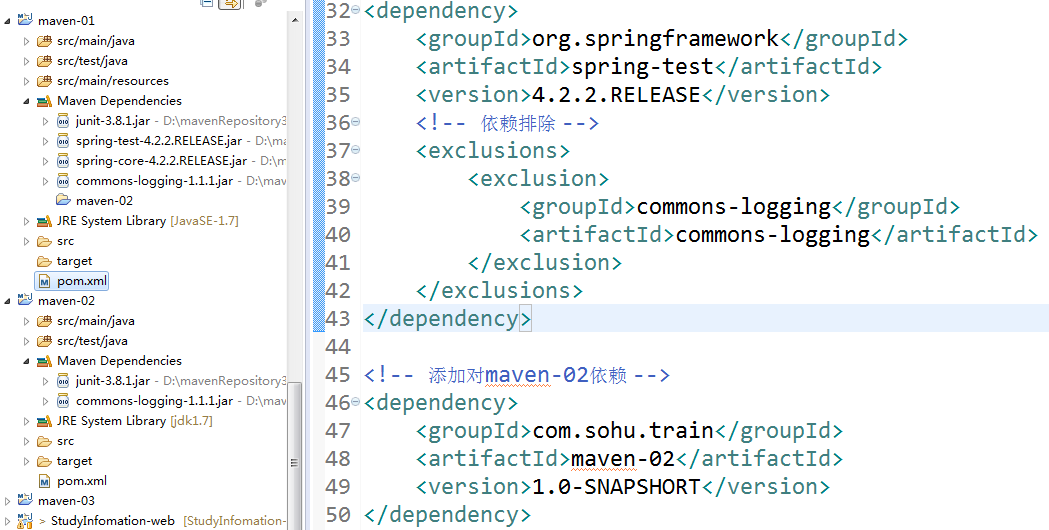 maven-01
src/main/java
src/test/java
src/main/resources
Maven Dependencies
junit-3.8.1.jar - D:\mavenRepository3
spring-test-4.2.2.RELEASE.jar - D:\
spring-core-4.2.2.RELEASE.jar - D:\
commons-logging-1.1.1.jar - D:\mav
maven-02
JRE System Library [JavaSE-1.7]
src
target
pom.xml
maven-02
src/main/java
src/test/java
Maven Dependencies
junit-3.8.1.jar - D:\mavenRepository3
commons-logging-1.1.1.jar - D:\mav
JRE System Library [jdk1.7]
src
target
pom.xml
maven-03
> StudyInfomation-web [StudyInfomation-
32 <dependency>
33 <groupId>org.springframework</groupId>
34 <artifactId>spring-test</artifactId>
35 <version>4.2.2.RELEASE</version>
36 <!-- 依赖排除 -->
37 <exclusions>
38 <exclusion>
39 <groupId>commons-logging</groupId>
40 <artifactId>commons-logging</artifactId>
41 </exclusion>
42 </exclusions>
43 </dependency>
44
45 <!-- 添加对maven-02依赖 -->
46 <dependency>
47 <groupId>com.sohu.train</groupId>
48 <artifactId>maven-02</artifactId>
49 <version>1.0-SNAPSHORT</version>
50 </dependency>